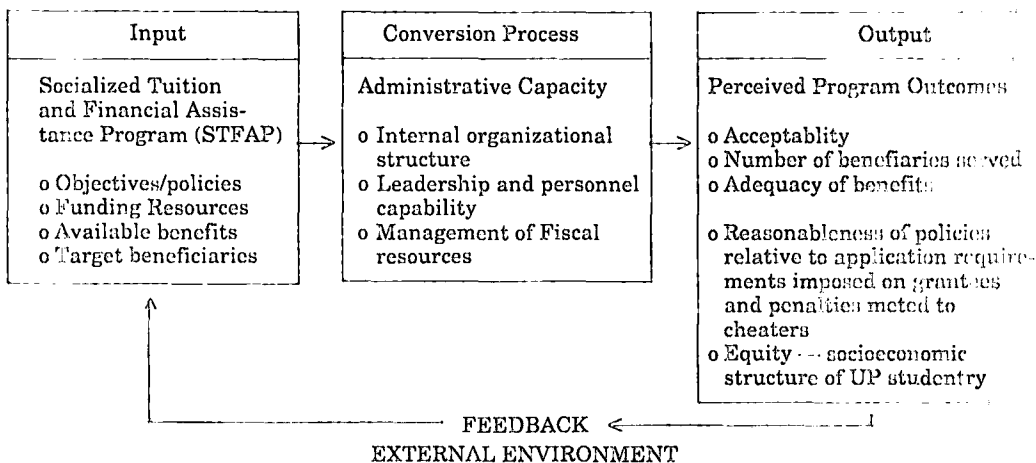 Input
Socialized Tuition
and Financial Assis-
tance Program (STFAP)
o Objectives/policies
o Funding Resources
o Available benefits
o Target beneficiaries
Conversion Process
Administrative Capacity
o Internal organizational
structure
o Leadership and personnel
capability
o Management of Fiscal
resources
Output
Perceived Program Outcomes
o Acceptablity
o Number of benefiaries served
o Adequacy of benefits
o Reasonableness of policies
relative to application require-
ments imposed on grantees
and penalties meted to
cheaters
o Equity --- socioeconomic
structure of UP studentry
FEEDBACK
EXTERNAL ENVIRONMENT